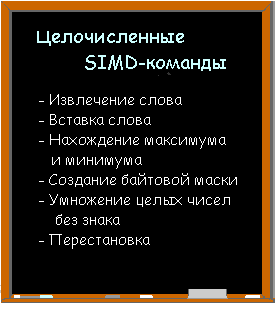 Целочисленные
SIMD-команды
- Извлечение слова
- Вставка слова
- Нахождение максимума
и минимума
- Создание байтовой маски
- Умножение целых чисел
без знака
- Перестановка